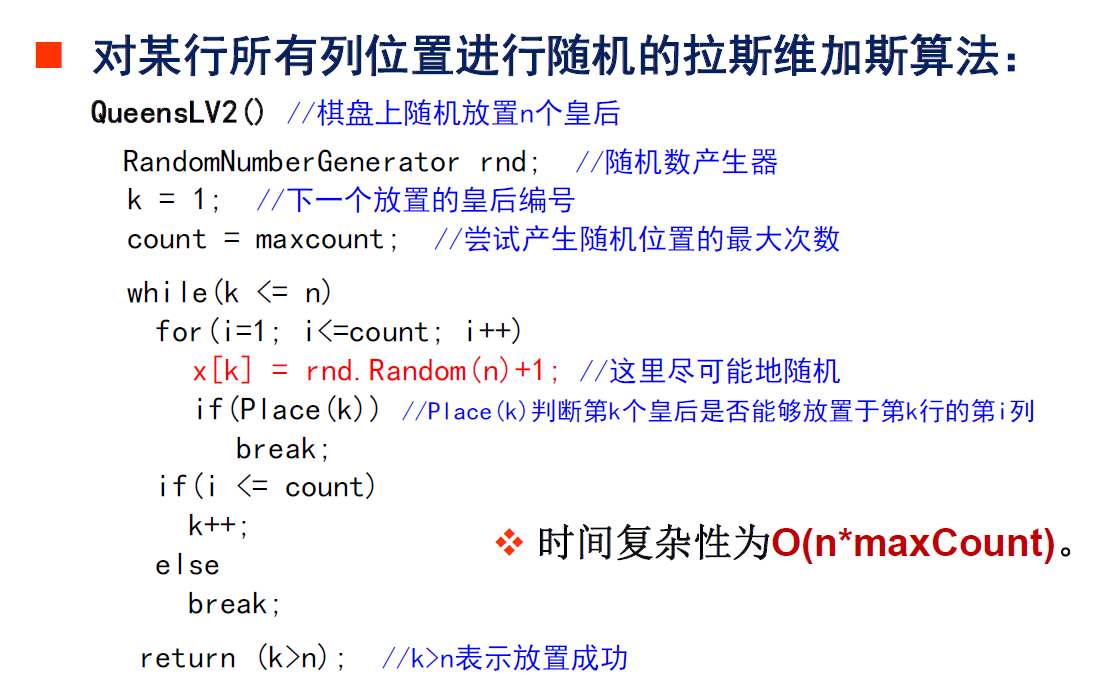 对某行所有列位置进行随机的拉斯维加斯算法：
QueensLV2() //棋盘上随机放置n个皇后
RandomNumberGenerator rnd; //随机数产生器
k = 1; //下一个放置的皇后编号
count = maxcount; //尝试产生随机位置的最大次数
while(k <= n)
for(i=1; i<=count; i++)
x[k] = rnd.Random(n)+1; //这里尽可能地随机
if(Place(k)) //Place(k)判断第k个皇后是否能够放置于第k行的第i列
break;
if(i <= count)
k++;
❖ 时间复杂性为O(n*maxCount)。
else
break;
return (k>n); //k>n表示放置成功